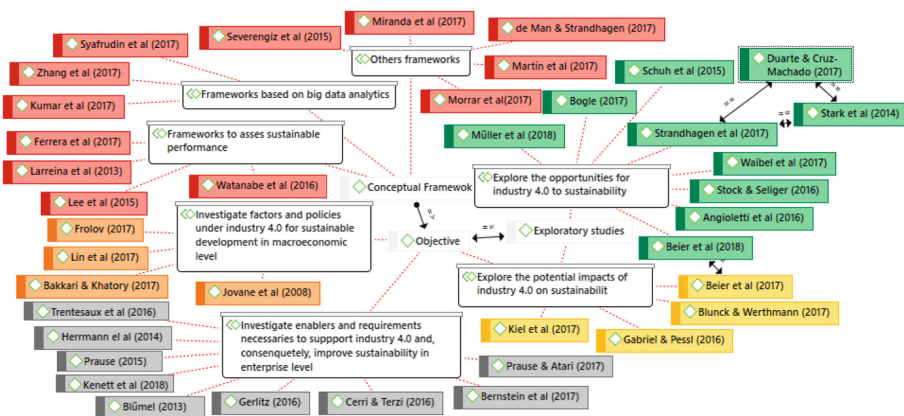 Miranda et al (2017)
Syafrudin et al (2017)
Severengiz et al (2015)
de Man & Strandhagen (2017)
Others frameworks
Duarte & Cruz-
Machado (2017)
Zhang et al (2017)
Martín et al (2017)
Schuh et al (2015)
==
==
Kumar et al (2017)
Frameworks based on big data analytics
Morrar et al(2017)
Bogle (2017)
Stark et al (2014)
==
Ferrera et al (2017)
Frameworks to asses sustainable
performance
Müller et al (2018)
Strandhagen et al (2017)
Larreina et al (2013)
Waibel et al (2017)
Watanabe et al (2016)
Conceptual Framewok
Explore the opportunities for
industry 4.0 to sustainability
Stock & Seliger (2016)
Lee et al (2015)
Angioletti et al (2016)
Frolov (2017)
Investigate factors and policies
under industry 4.0 for sustainable
development in macroeconomic
level
=>
==
Exploratory studies
Objective
Beier et al (2018)
Lin et al (2017)
==
Bakkari & Khatory (2017)
Jovane et al (2008)
Explore the potential impacts of
industry 4.0 on sustainabilit
Beier et al (2017)
Trentesaux et al (2016)
Blunck & Werthmann (2017)
Herrmann el al (2014)
Investigate enablers and requirements
necessaries to suppport industry 4.0 and,
consenquetely, improve sustainability in
enterprise level
Kiel et al (2017)
Gabriel & Pessl (2016)
Prause (2015)
Prause & Atari (2017)
Kenett et al (2018)
Blümel (2013)
Gerlitz (2016)
Cerri & Terzi (2016)
Bernstein et al (2017)